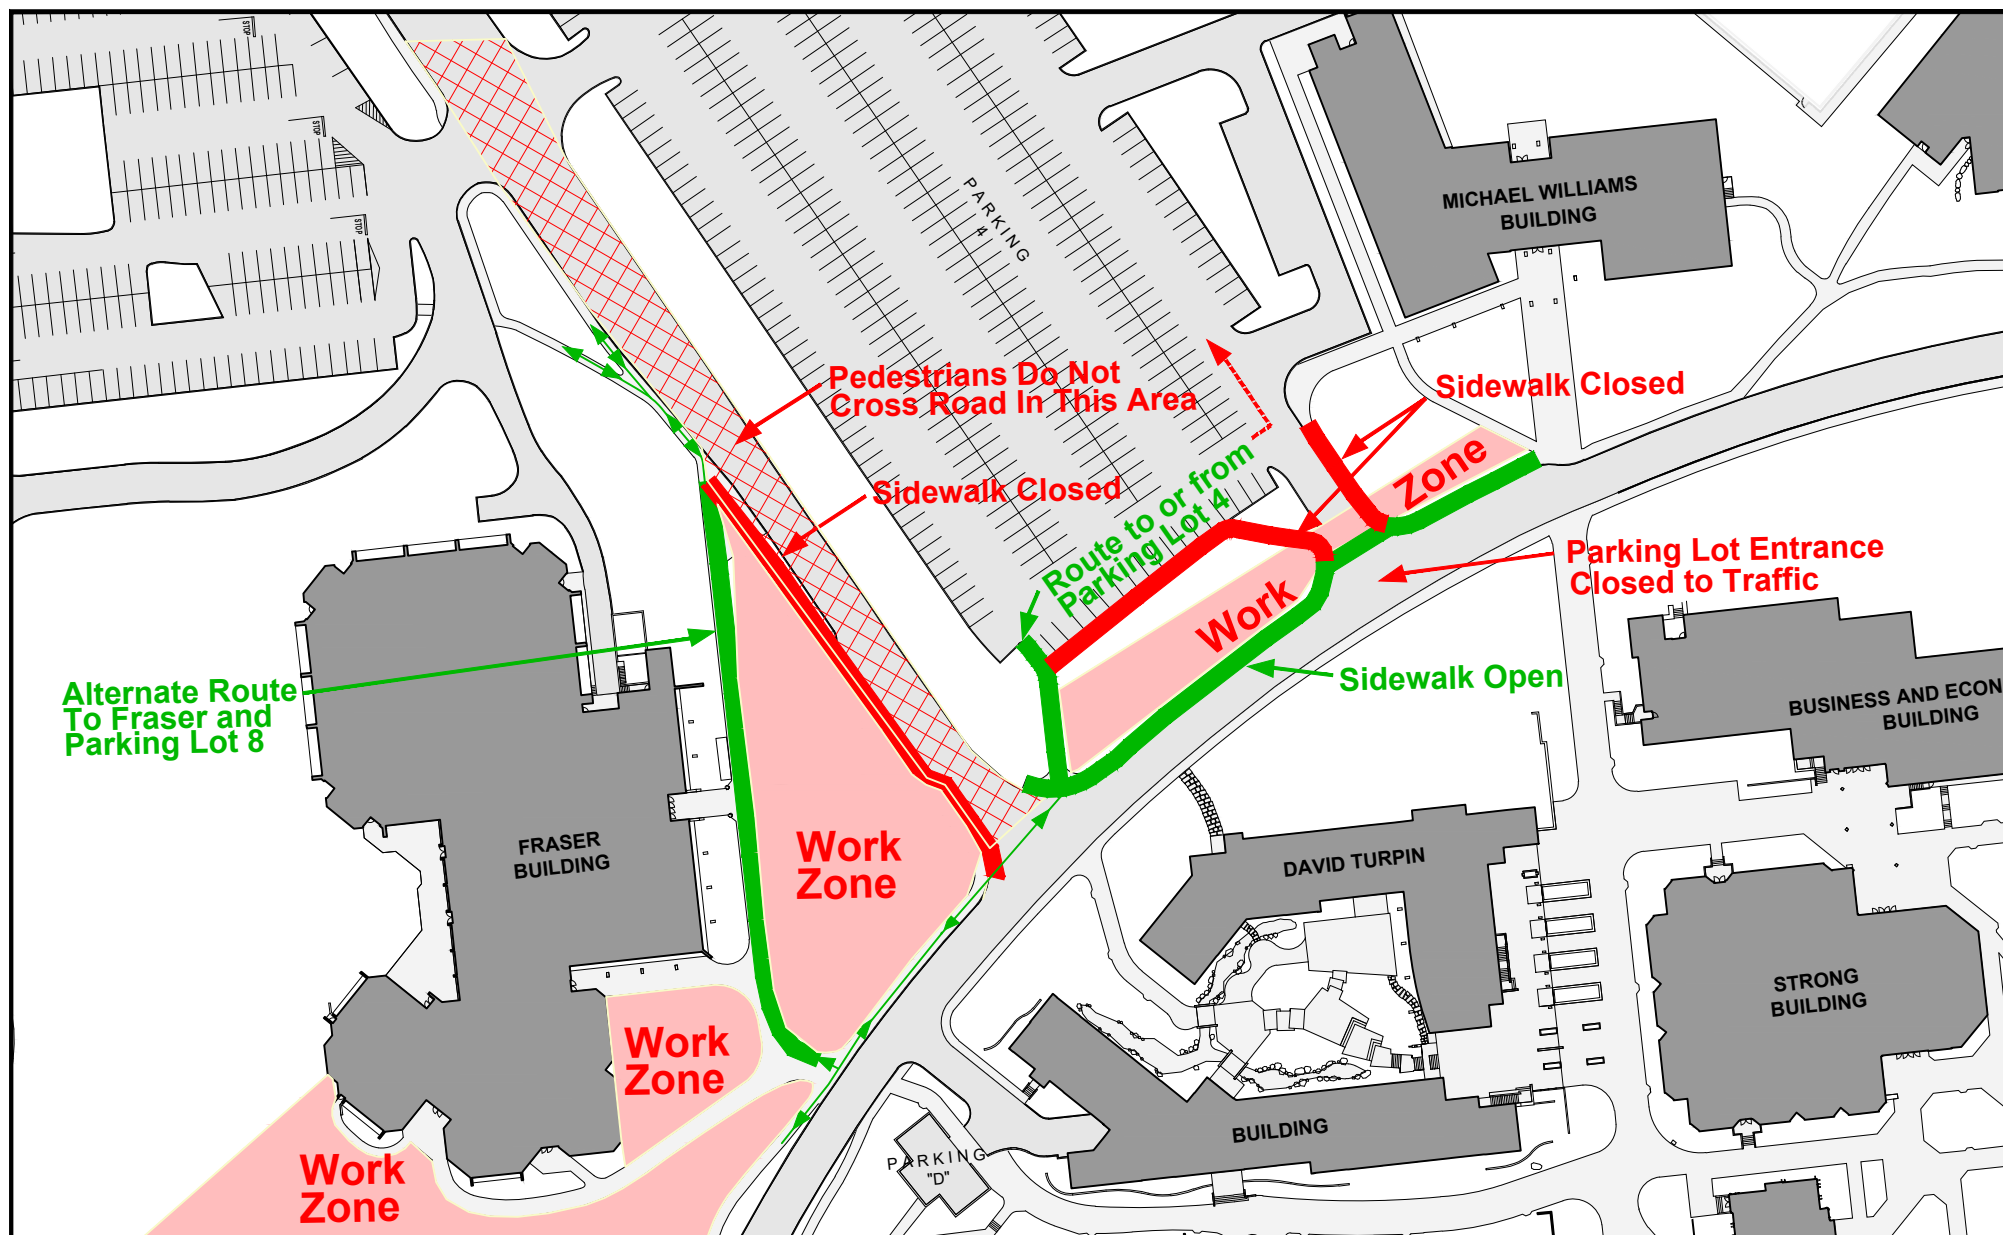 STOP
STOP
STOP
PARKING
4
MICHAEL WILLIAMS
BUILDING
Pedestrians Do Not
Cross Road In This Area
Sidewalk Closed
Sidewalk Closed
Route to or from
Parking Lot 4
Work
Zone
Parking Lot Entrance
Closed to Traffic
Sidewalk Open
Alternate Route
To Fraser and
Parking Lot 8
BUSINESS AND ECON
BUILDING
FRASER
BUILDING
Work
Zone
DAVID TURPIN
BUILDING
STRONG
BUILDING
Work
Zone
Work
Zone
PARKING
"D"